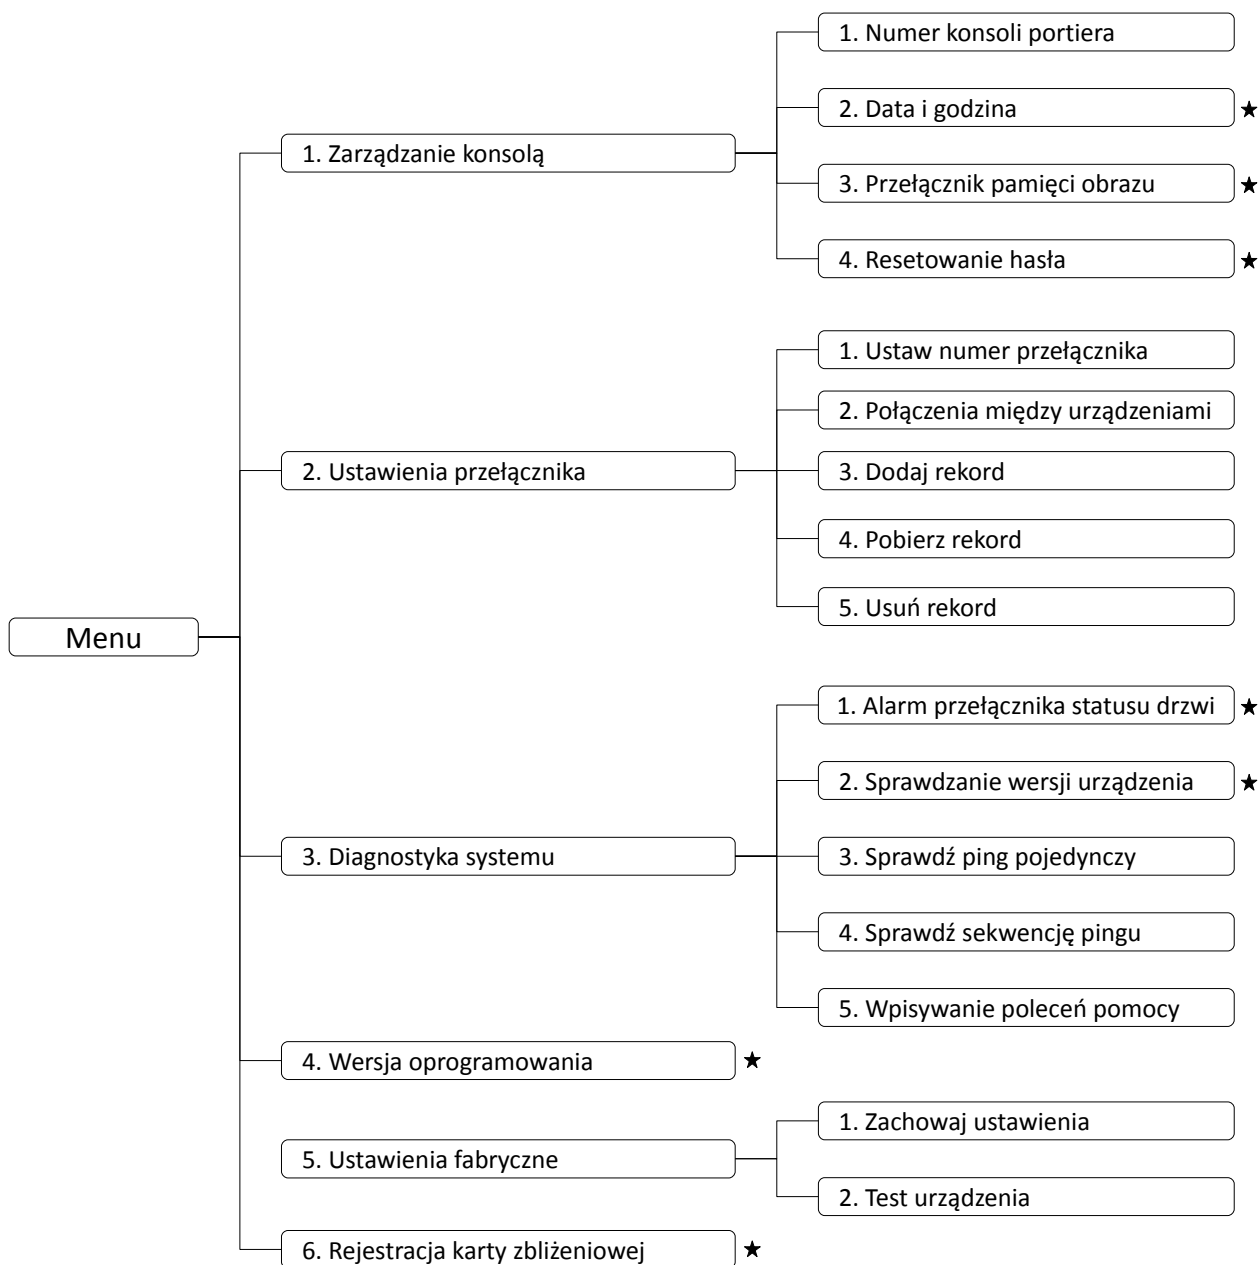 Menu
1. Zarządzanie konsolą
1. Numer konsoli portiera
2. Data i godzina ★
3. Przełącznik pamięci obrazu ★
4. Resetowanie hasła ★
2. Ustawienia przełącznika
1. Ustaw numer przełącznika
2. Połączenia między urządzeniami
3. Dodaj rekord
4. Pobierz rekord
5. Usuń rekord
3. Diagnostyka systemu
1. Alarm przełącznika statusu drzwi ★
2. Sprawdzanie wersji urządzenia ★
3. Sprawdź ping pojedynczy
4. Sprawdź sekwencję pingu
5. Wpisywanie poleceń pomocy
4. Wersja oprogramowania ★
5. Ustawienia fabryczne
1. Zachowaj ustawienia
2. Test urządzenia
6. Rejestracja karty zbliżeniowej ★